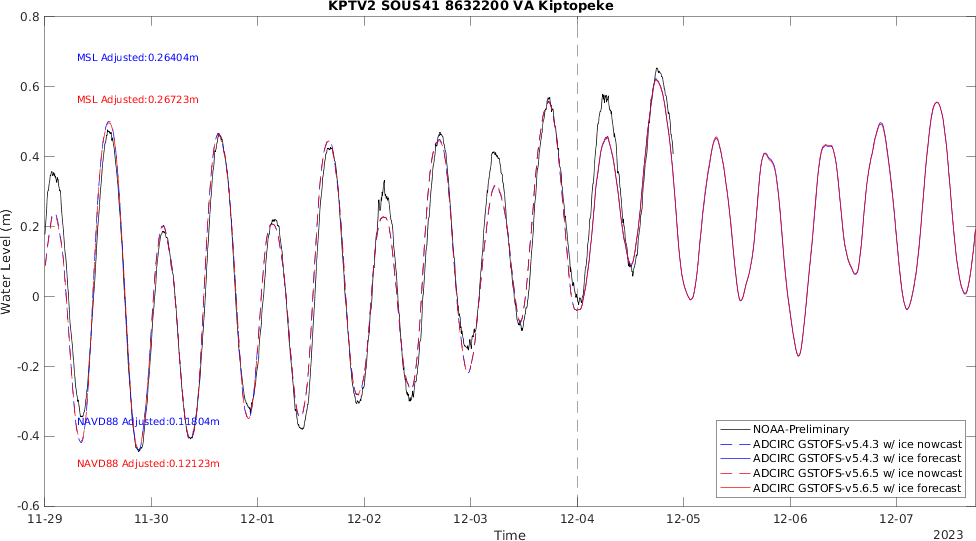 KPTV2 SOUS41 8632200 VA Kiptopeke
0.8
0.6
0.4
0.2
0
-0.2
-0.4
-0.6
Water Level (m)
MSL Adjusted:0.26404m
MSL Adjusted:0.26723m
NAVD88 Adjusted:0.11804m
NAVD88 Adjusted:0.12123m
NOAA-Preliminary
ADCIRC GSTOFS-v5.4.3 w/ ice nowcast
ADCIRC GSTOFS-v5.4.3 w/ ice forecast
ADCIRC GSTOFS-v5.6.5 w/ ice nowcast
ADCIRC GSTOFS-v5.6.5 w/ ice forecast
11-29 11-30 12-01 12-02 12-03 12-04 12-05 12-06 12-07
Time
2023